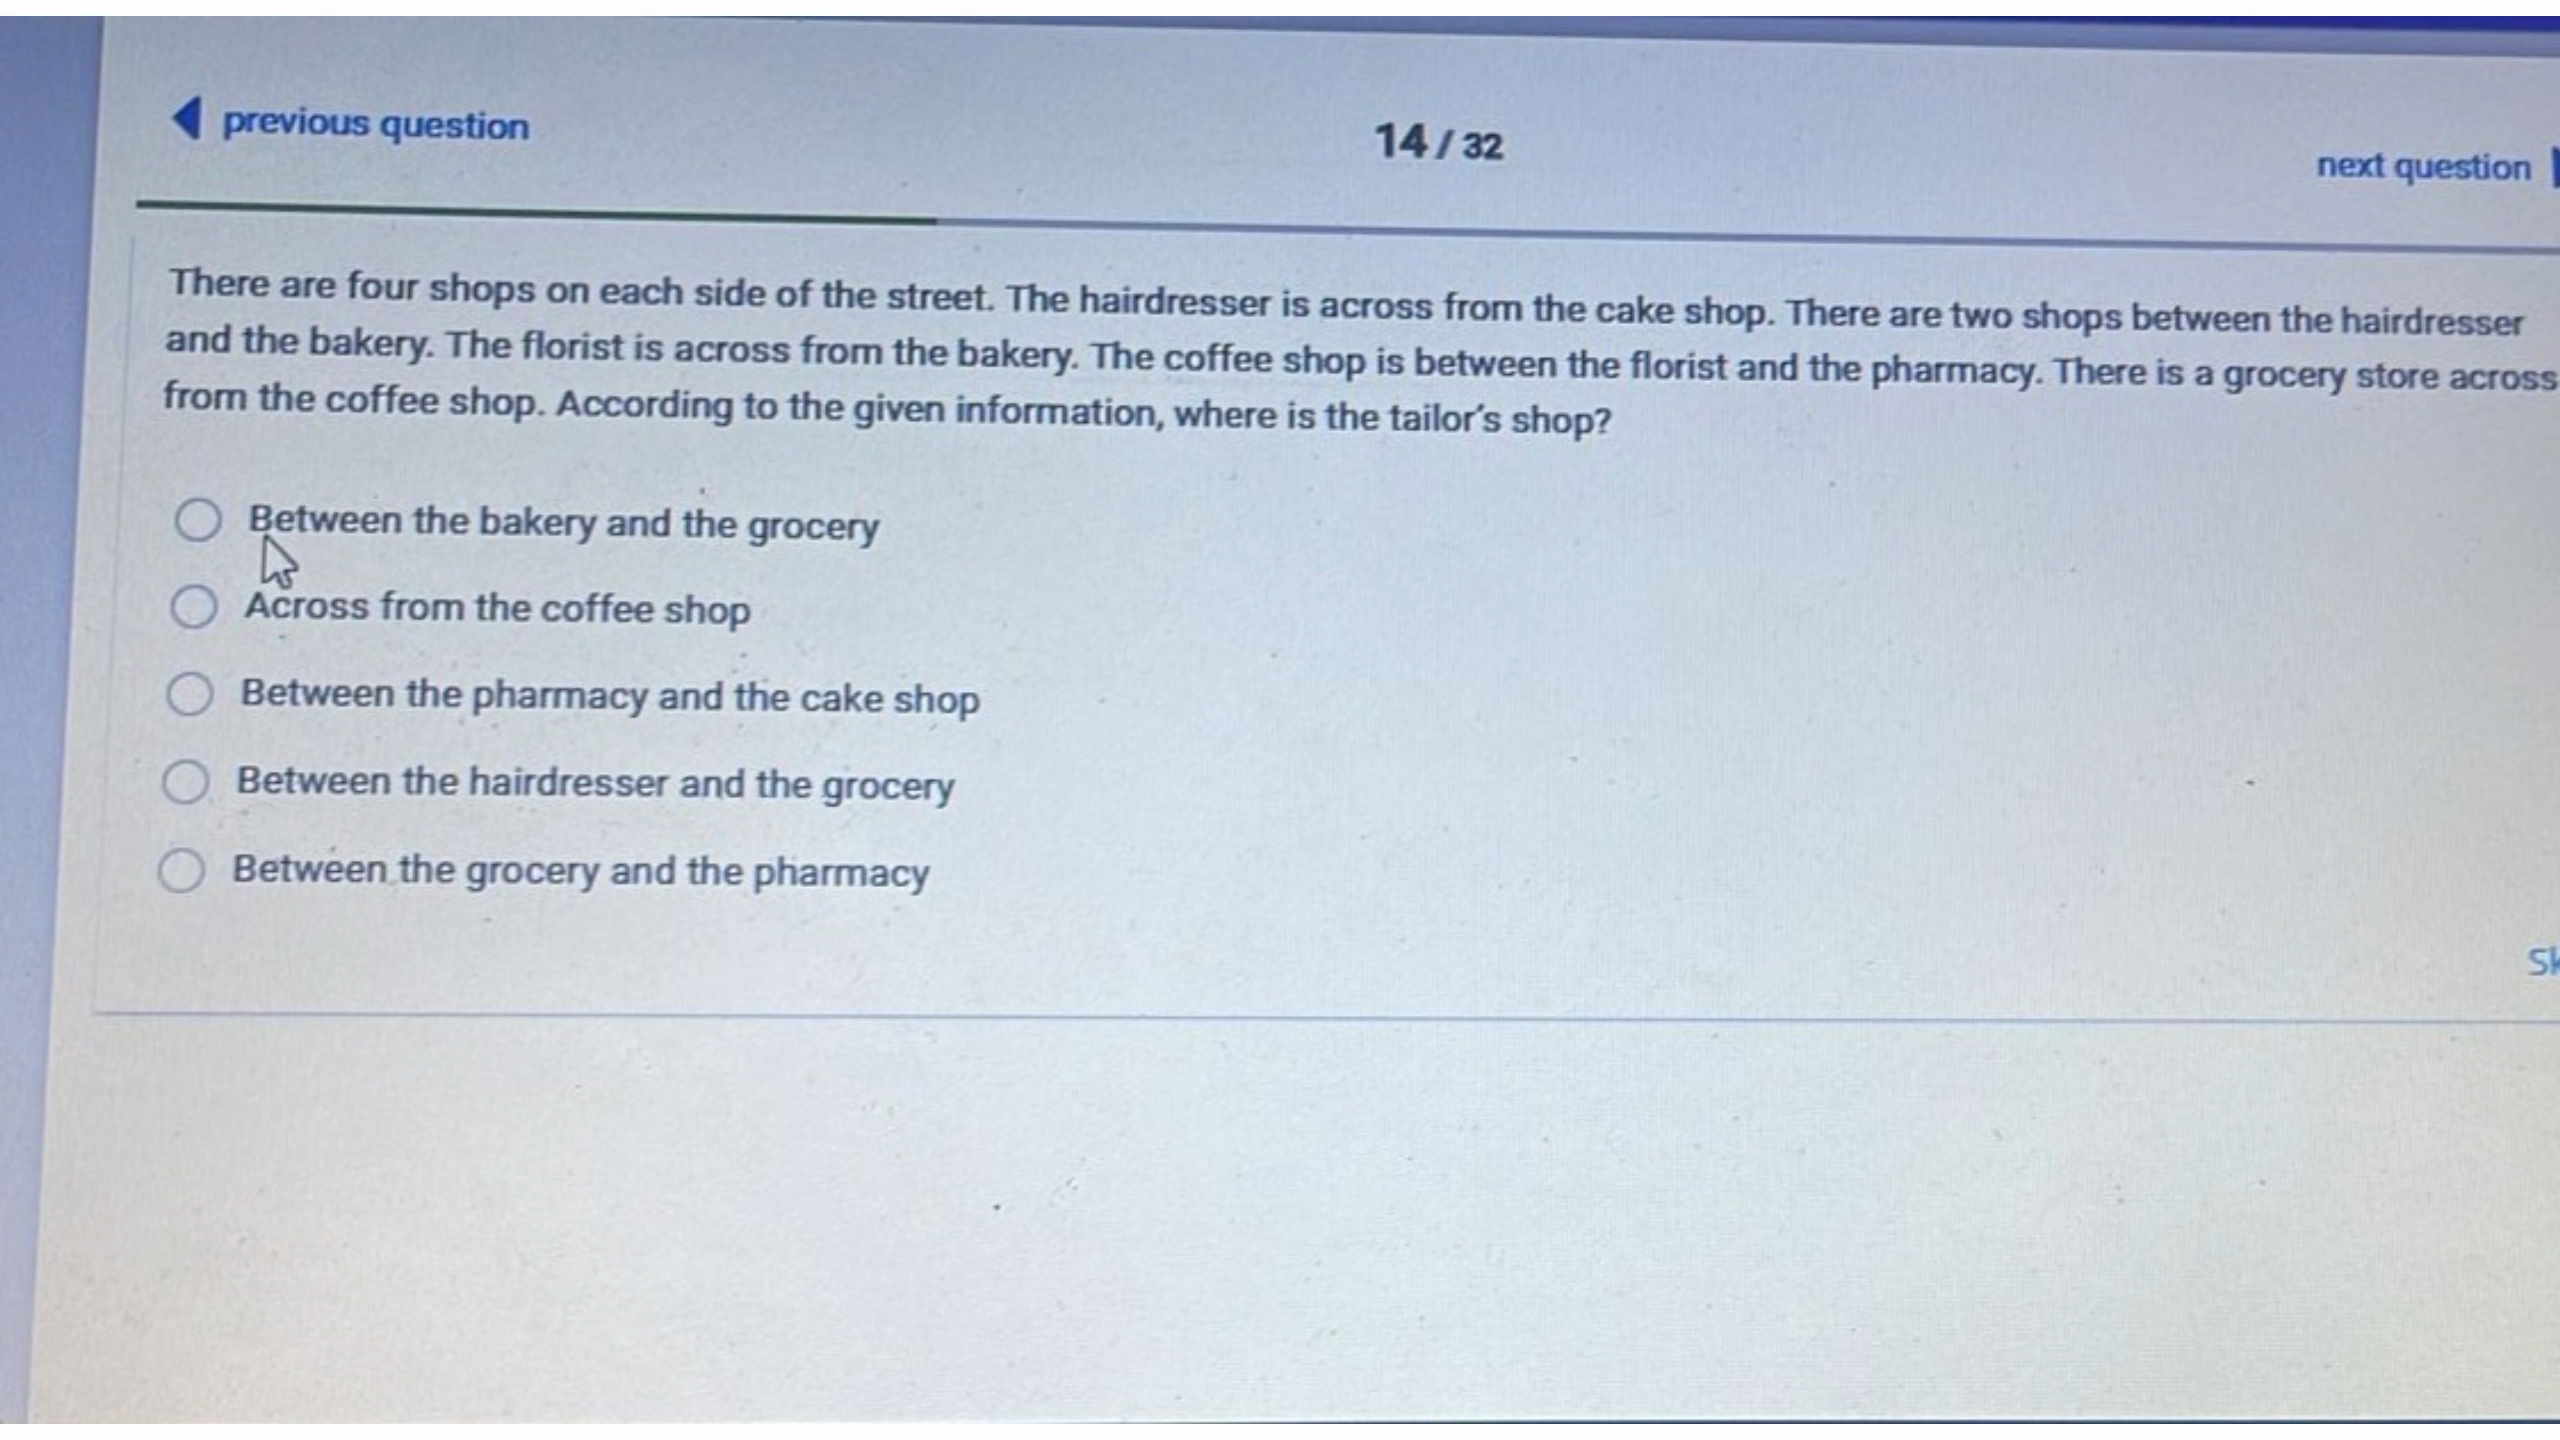 previous question
14 / 32
next question
There are four shops on each side of the street. The hairdresser is across from the cake shop. There are two shops between the hairdresser
and the bakery. The florist is across from the bakery. The coffee shop is between the florist and the pharmacy. There is a grocery store across
from the coffee shop. According to the given information, where is the tailor's shop?
Between the bakery and the grocery
Across from the coffee shop
Between the pharmacy and the cake shop
Between the hairdresser and the grocery
Between the grocery and the pharmacy